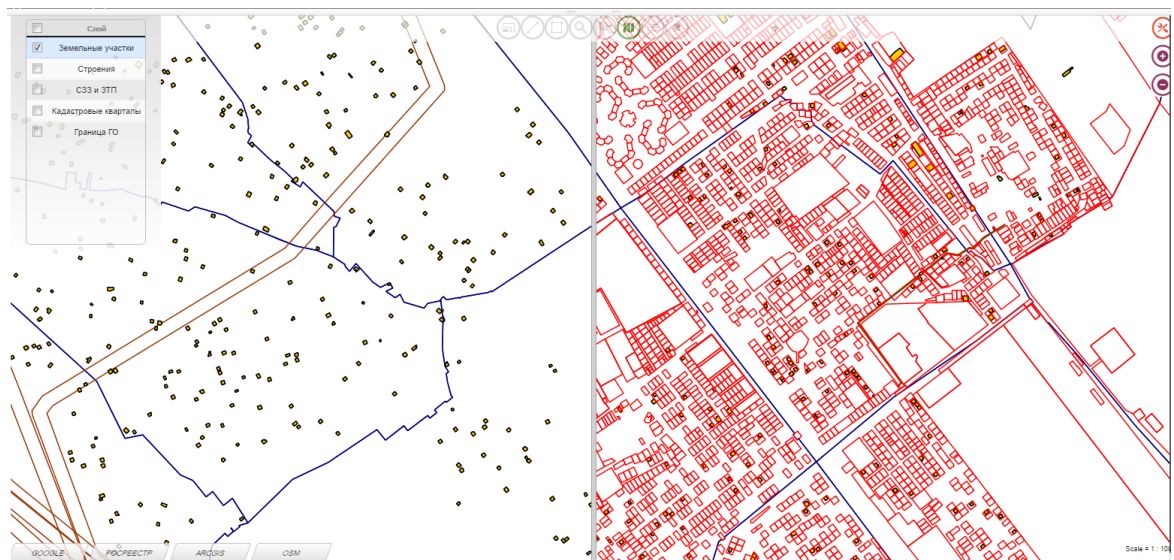 Слой
Земельные участки
Строения
СЗЗ и ЗТП
Кадастровые кварталы
Граница ГО
GOOGLE
РОСРЕЕСТР
ARCGIS
OSM
Scale = 1 : 10